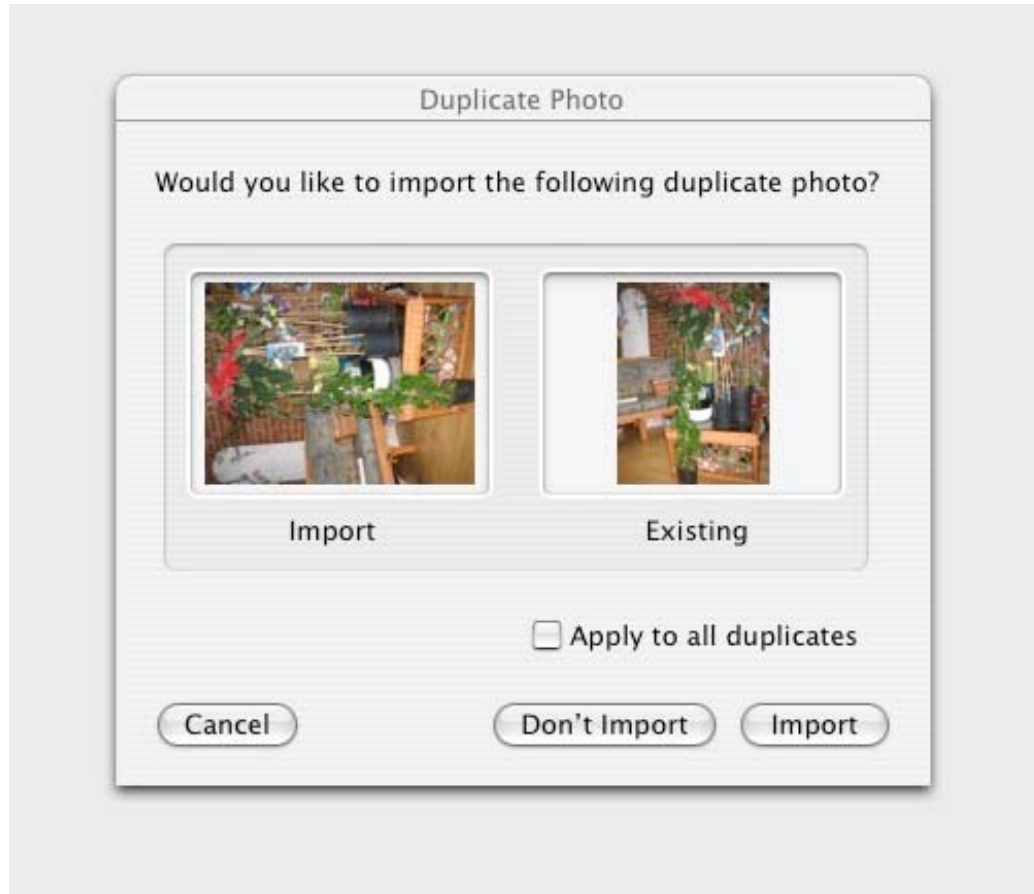 Duplicate Photo
Would you like to import the following duplicate photo?
Import
Existing
Apply to all duplicates
Cancel
Don't Import
Import